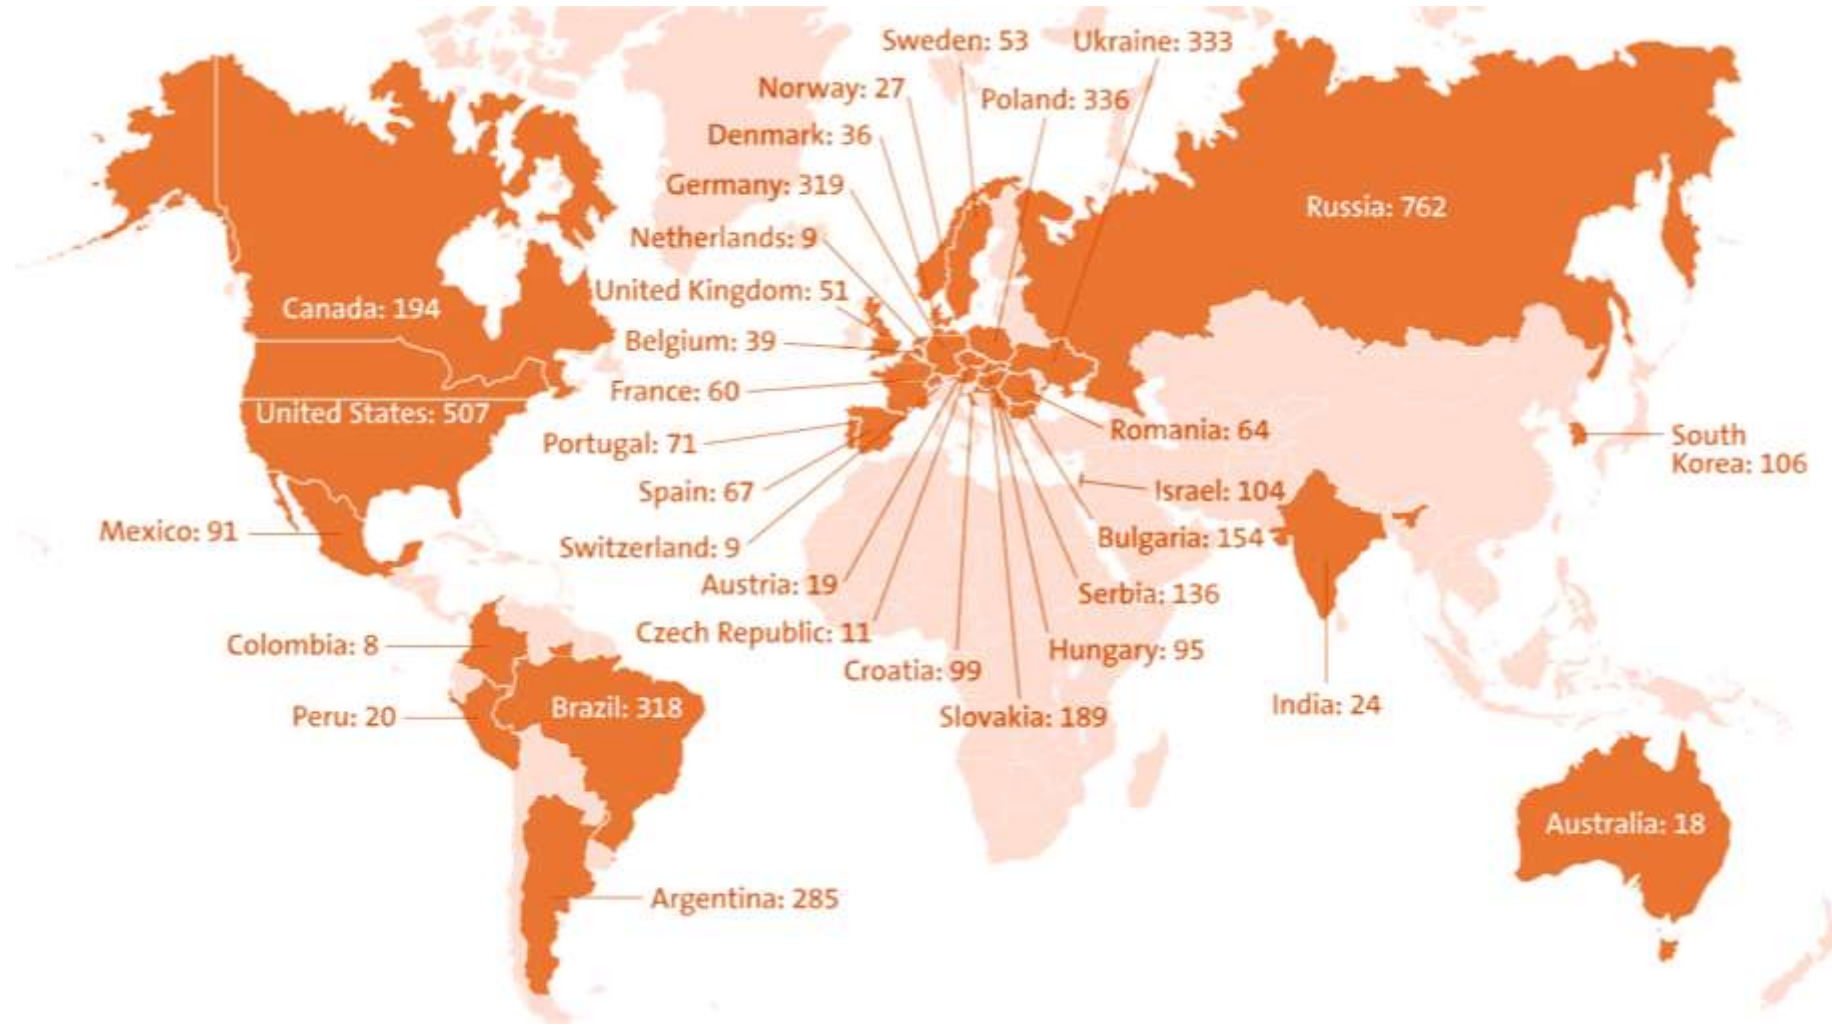 Sweden: 53
Ukraine: 333
Norway: 27
Poland: 336
Denmark: 36
Germany: 319
Russia: 762
Netherlands: 9
United Kingdom: 51
Canada: 194
Belgium: 39
France: 60
United States: 507
Romania: 64
Portugal: 71
South
Korea: 106
Spain: 67
Israel: 104
Mexico: 91
Bulgaria: 154
Switzerland: 9
Austria: 19
Serbia: 136
Czech Republic: 11
Colombia: 8
Hungary: 95
Croatia: 99
Peru: 20
Brazil: 318
Slovakia: 189
India: 24
Australia: 18
Argentina: 285